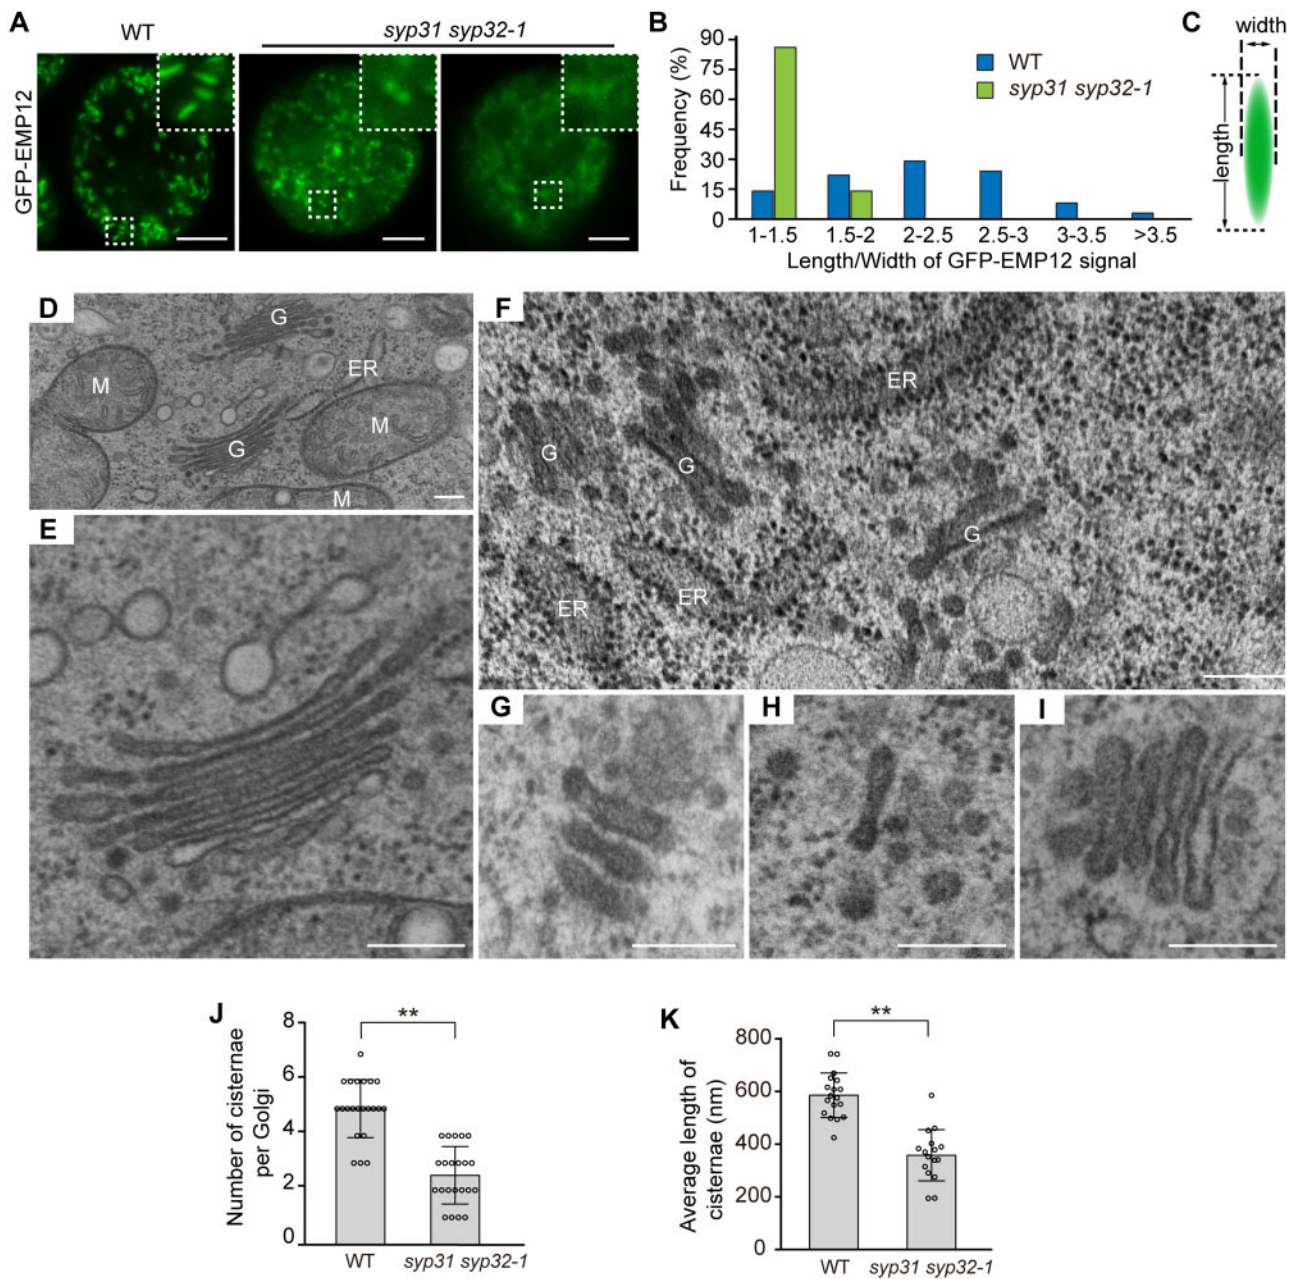 A
WT
syp31 syp32-1
GFP-EMP12
B
Frequency (%)
90
75
60
45
30
15
0
WT
syp31 syp32-1
1-1.5
1.5-2
2-2.5
2.5-3
3-3.5
>3.5
Length/Width of GFP-EMP12 signal
C
width
length
D
G
M
ER
M
G
M
E
F
ER
G
G
G
ER
ER
G
H
I
J
Number of cisternae
per Golgi
8
6
4
2
0
**
WT
syp31 syp32-1
K
Average length of
cisternae (nm)
800
600
400
200
0
**
WT
syp31 syp32-1